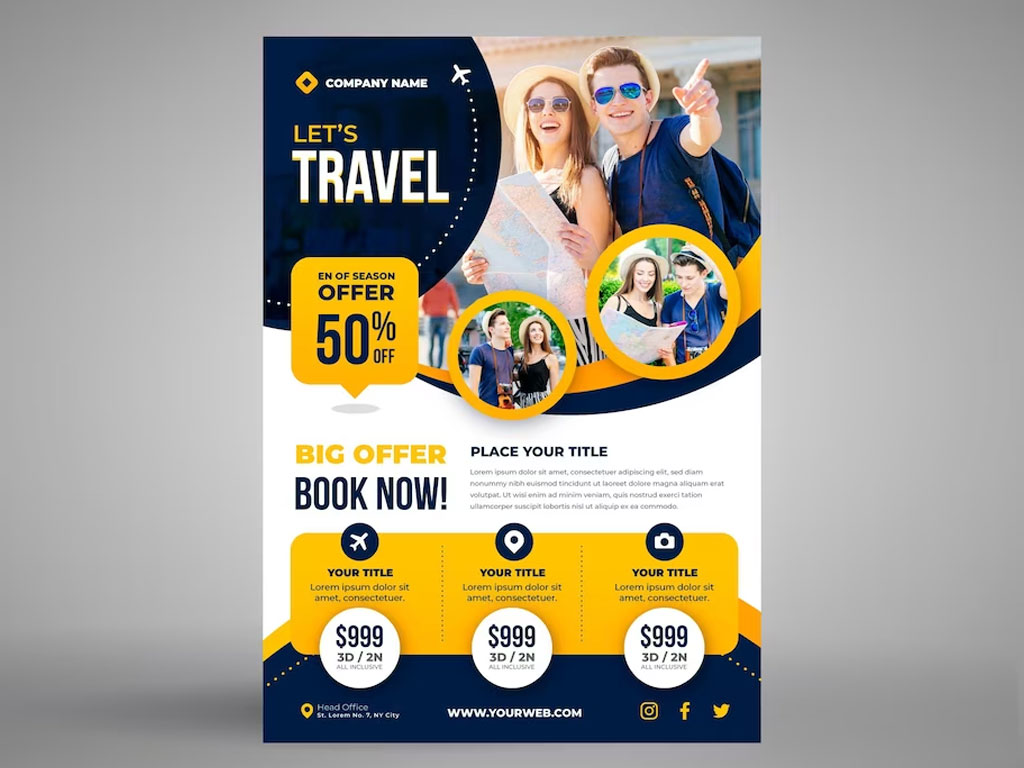 COMPANY NAME
LET'S
TRAVEL
EN OF SEASON
OFFER
50% OFF
BIG OFFER
BOOK NOW!
PLACE YOUR TITLE
Lorem ipsum dolor sit amet, consectetuer adipiscing elit, sed diam
nonummy nibh euismod tincidunt ut laoreet dolore magna aliquam erat
volutpat. Ut wisi enim ad minim veniam, quis nostrud exerci tation
ullamcorper suscipit lobortis nisl ut aliquip ex ea commodo.
YOUR TITLE
Lorem ipsum dolor sit
amet, consectetuer.
$999
3D / 2N
ALL INCLUSIVE
YOUR TITLE
Lorem ipsum dolor sit
amet, consectetuer.
$999
3D / 2N
ALL INCLUSIVE
YOUR TITLE
Lorem ipsum dolor sit
amet, consectetuer.
$999
3D / 2N
ALL INCLUSIVE
Head Office
St. Lorem No. 7, NY City
WWW.YOURWEB.COM